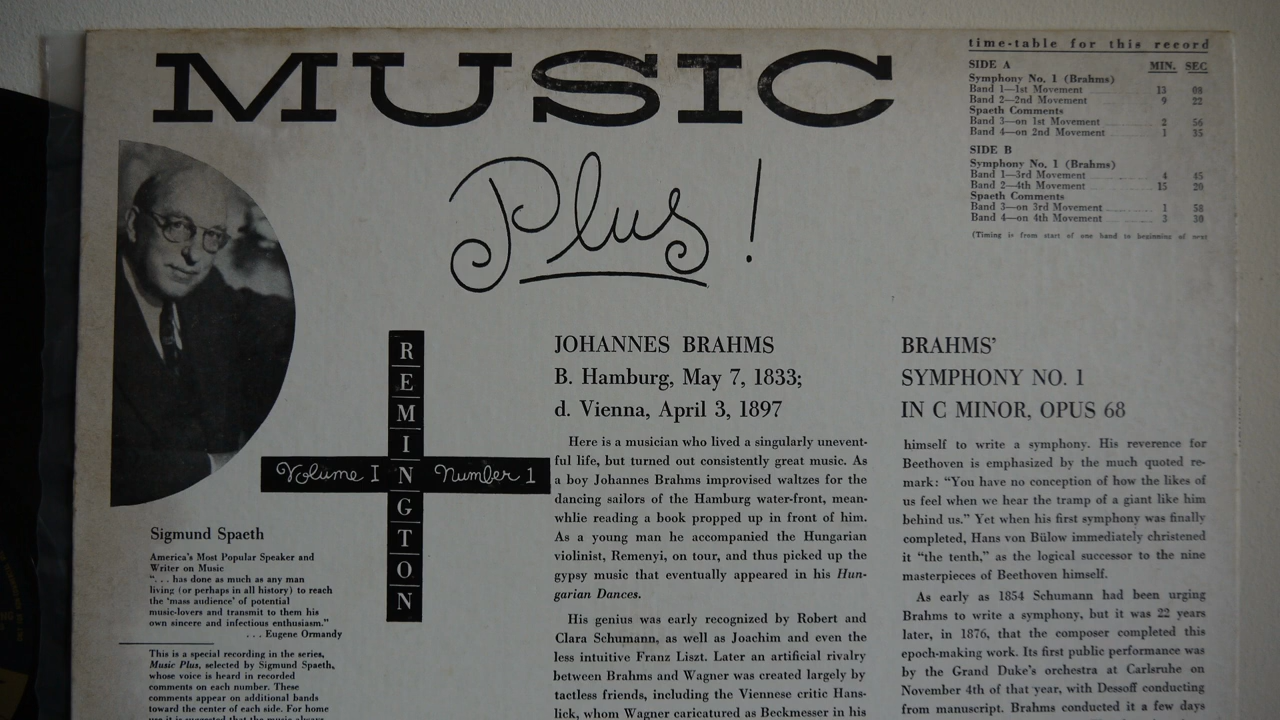 MUSIC
Plus!
time-table for this record
SIDE A MIN. SEC
Symphony No. 1 (Brahms)
Band 1—1st Movement 13 08
Band 2—2nd Movement 9 22
Spaeth Comments
Band 3—on 1st Movement 2 56
Band 4—on 2nd Movement 1 35
SIDE B
Symphony No. 1 (Brahms)
Band 1—3rd Movement 4 45
Band 2—4th Movement 15 20
Spaeth Comments
Band 3—on 3rd Movement 1 58
Band 4—on 4th Movement 3 30
(Timing is from start of one band to beginning of next
REMINGTON
Volume I Number 1
Sigmund Spaeth
America's Most Popular Speaker and
Writer on Music
". . . has done as much as any man
living (or perhaps in all history) to reach
the 'mass audience' of potential
music-lovers and transmit to them his
own sincere and infectious enthusiasm."
. . . Eugene Ormandy
This is a special recording in the series,
Music Plus, selected by Sigmund Spaeth,
whose voice is heard in recorded
comments on each number. These
comments appear on additional bands
toward the center of each side. For home
use it is suggested that the music always
JOHANNES BRAHMS
B. Hamburg, May 7, 1833;
d. Vienna, April 3, 1897
Here is a musician who lived a singularly unevent-
ful life, but turned out consistently great music. As
a boy Johannes Brahms improvised waltzes for the
dancing sailors of the Hamburg water-front, mean-
whlie reading a book propped up in front of him.
As a young man he accompanied the Hungarian
violinist, Remenyi, on tour, and thus picked up the
gypsy music that eventually appeared in his Hun-
garian Dances.
His genius was early recognized by Robert and
Clara Schumann, as well as Joachim and even the
less intuitive Franz Liszt. Later an artificial rivalry
between Brahms and Wagner was created largely by
tactless friends, including the Viennese critic Hans-
lick, whom Wagner caricatured as Beckmesser in his
BRAHMS'
SYMPHONY NO. 1
IN C MINOR, OPUS 68
himself to write a symphony. His reverence for
Beethoven is emphasized by the much quoted re-
mark: "You have no conception of how the likes of
us feel when we hear the tramp of a giant like him
behind us." Yet when his first symphony was finally
completed, Hans von Bülow immediately christened
it "the tenth," as the logical successor to the nine
masterpieces of Beethoven himself.
As early as 1854 Schumann had been urging
Brahms to write a symphony, but it was 22 years
later, in 1876, that the composer completed this
epoch-making work. Its first public performance was
by the Grand Duke's orchestra at Carlsruhe on
November 4th of that year, with Dessoff conducting
from manuscript. Brahms conducted it a few days